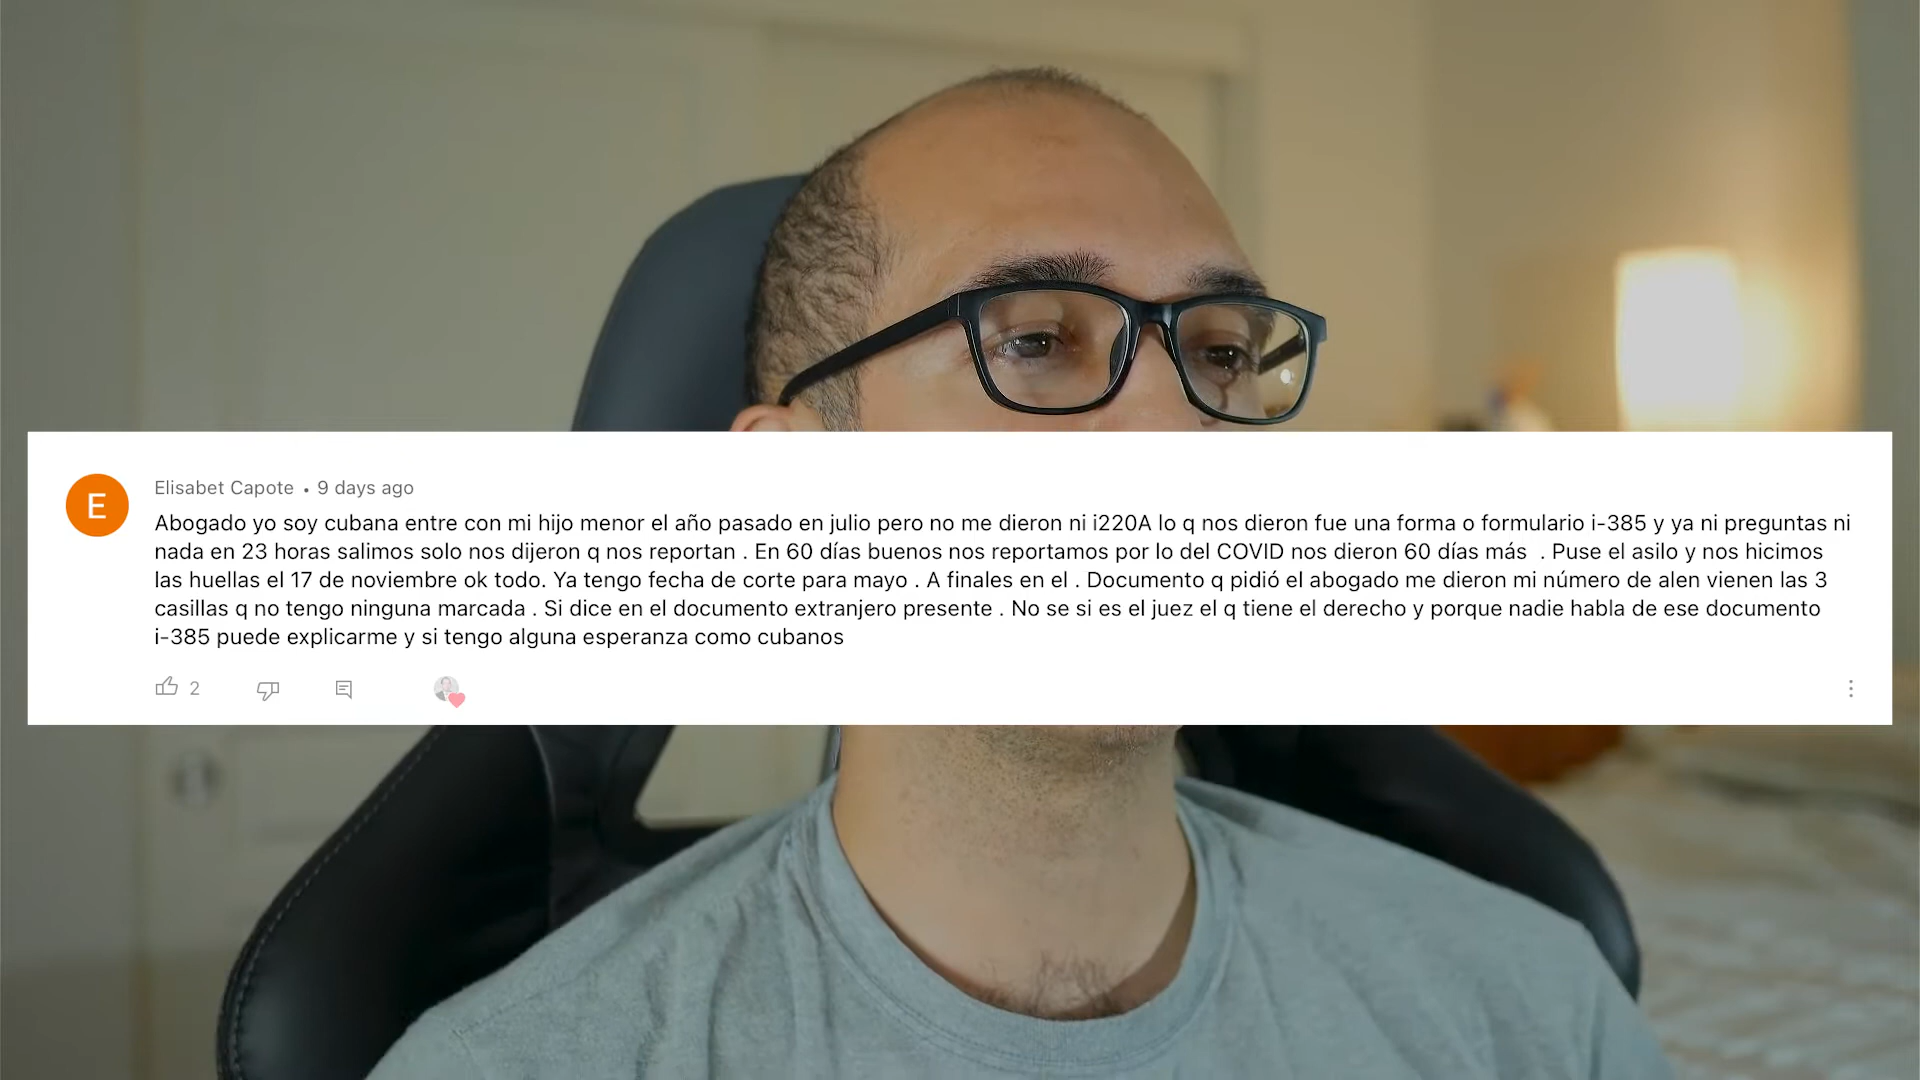 E
Elisabet Capote • 9 days ago
Abogado yo soy cubana entre con mi hijo menor el año pasado en julio pero no me dieron ni i220A lo q nos dieron fue una forma o formulario i-385 y ya ni preguntas ni
nada en 23 horas salimos solo nos dijeron q nos reportan . En 60 días buenos nos reportamos por lo del COVID nos dieron 60 días más  . Puse el asilo y nos hicimos
las huellas el 17 de noviembre ok todo. Ya tengo fecha de corte para mayo . A finales en el . Documento q pidió el abogado me dieron mi número de alen vienen las 3
casillas q no tengo ninguna marcada . Si dice en el documento extranjero presente . No se si es el juez el q tiene el derecho y porque nadie habla de ese documento
i-385 puede explicarme y si tengo alguna esperanza como cubanos
2